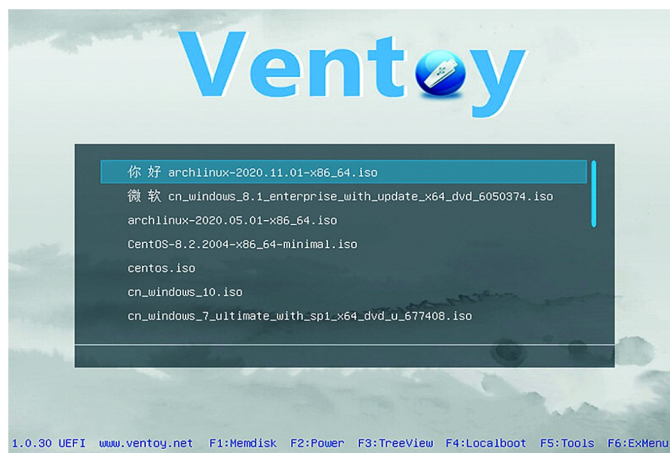 Ventoy
你 好 archlinux-2020.11.01-x86_64.iso
微 软 cn_windows_8.1_enterprise_with_update_x64_dvd_6050374.iso
archlinux-2020.05.01-x86_64.iso
CentOS-8.2.2004-x86_64-minimal.iso
centos.iso
cn_windows_10.iso
cn_windows_7_ultimate_with_sp1_x64_dvd_u_677408.iso
1.0.30 UEFI www.ventoy.net F1:Memdisk F2:Power F3:TreeView F4:Localboot F5:Tools F6:ExMenu